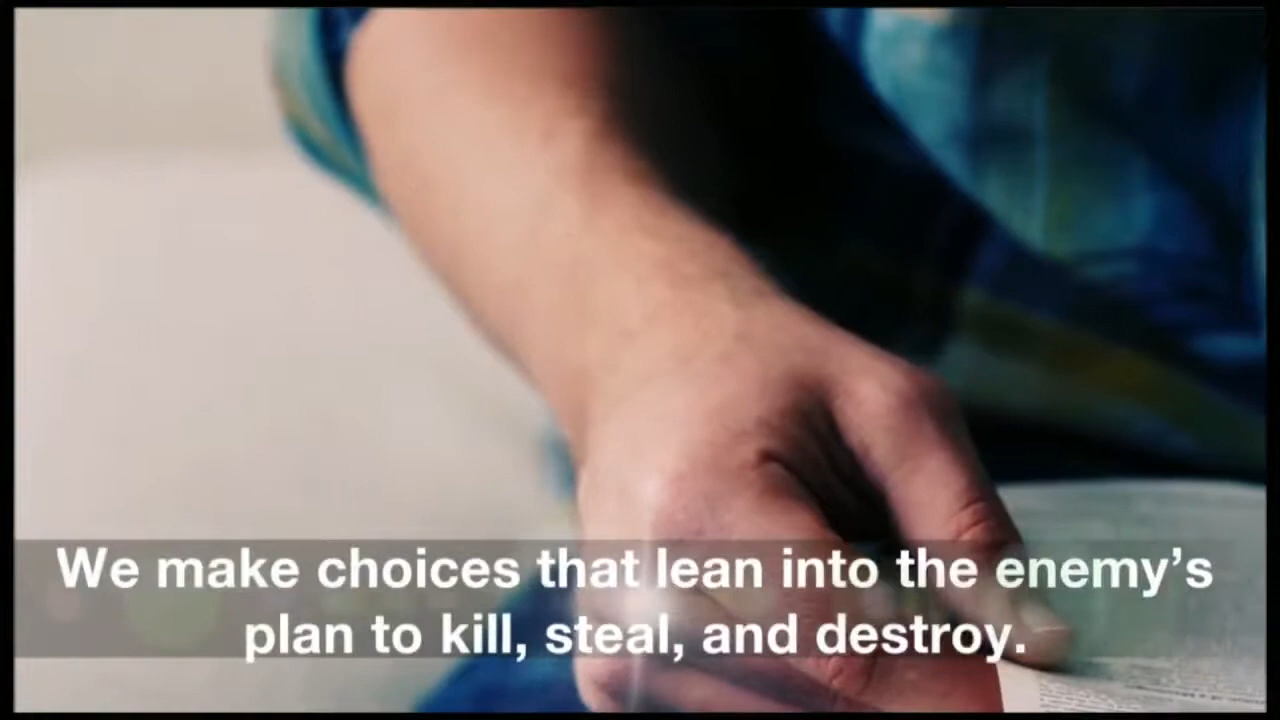 We make choices that lean into the enemy’s
plan to kill, steal, and destroy.